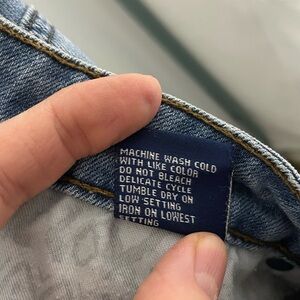 MACHINE WASH COLD
WITH LIKE COLOR
DO NOT BLEACH
DELICATE CYCLE
TUMBLE DRY ON
LOW SETTING
IRON ON LOWEST
SETTING